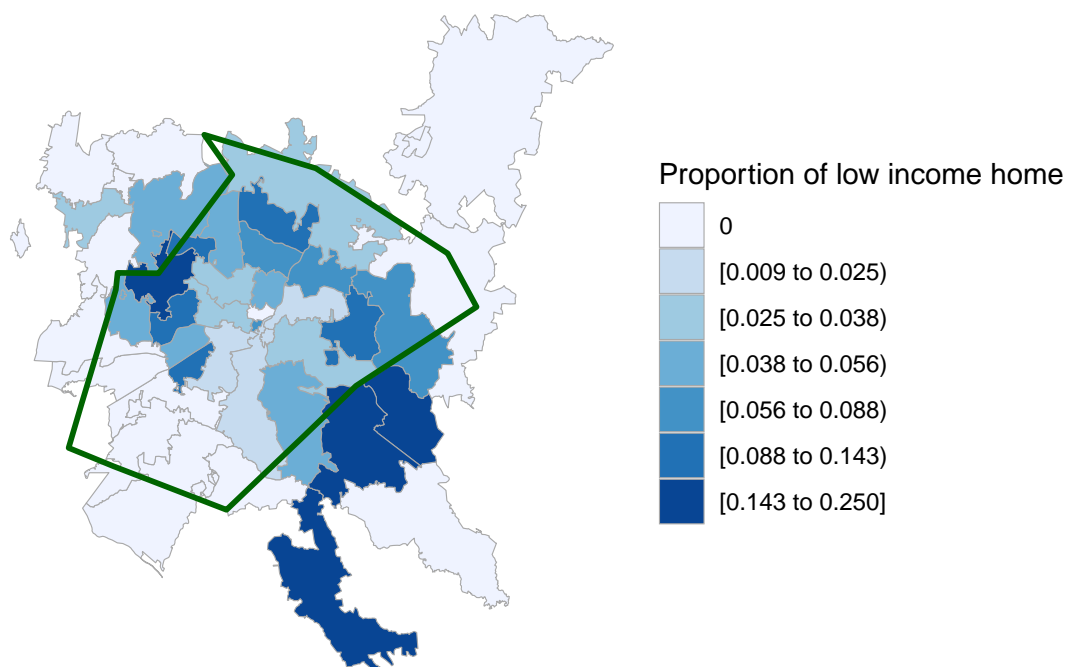 Proportion of low income home
0
[0.009 to 0.025)
[0.025 to 0.038)
[0.038 to 0.056)
[0.056 to 0.088)
[0.088 to 0.143)
[0.143 to 0.250]